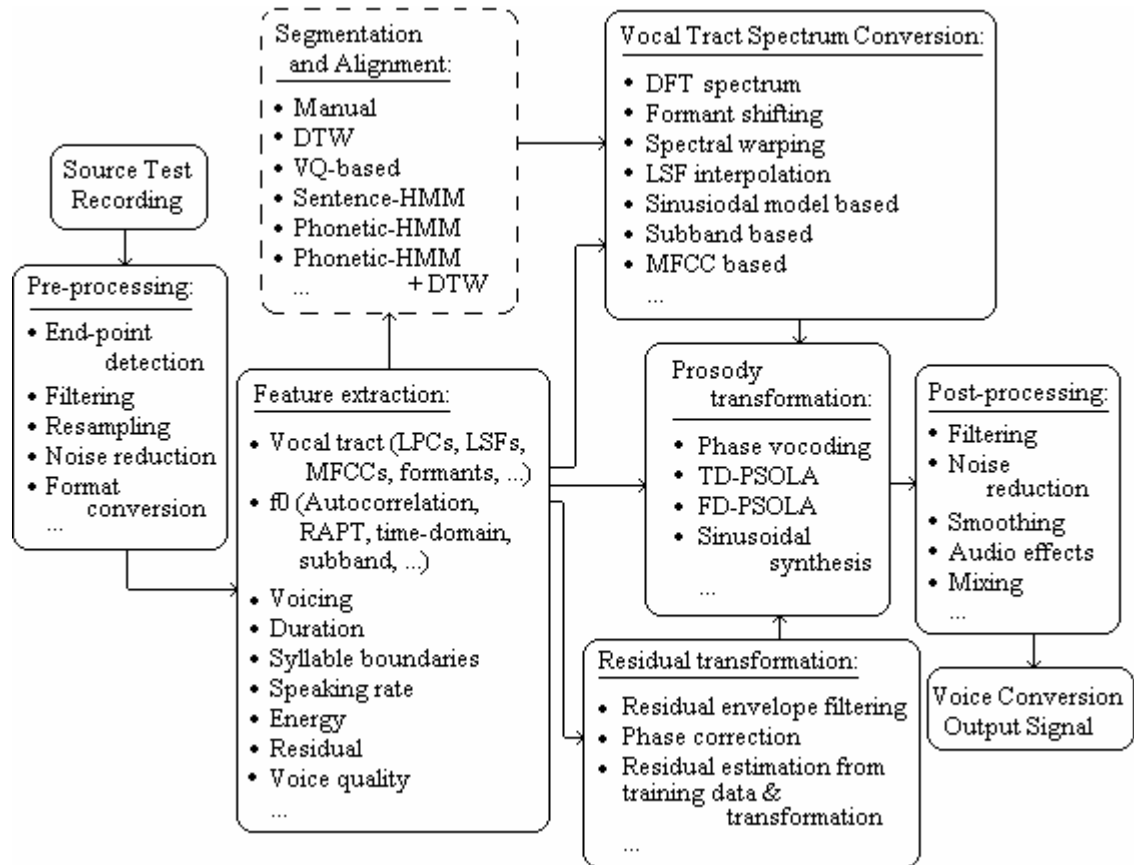 Source Test
Recording
Pre-processing:
• End-point
detection
• Filtering
• Resampling
• Noise reduction
• Format
conversion
...
Segmentation
and Alignment:
• Manual
• DTW
• VQ-based
• Sentence-HMM
• Phonetic-HMM
• Phonetic-HMM
... + DTW
Feature extraction:
• Vocal tract (LPCs, LSFs,
MFCCs, formants, ...)
• f0 (Autocorrelation,
RAPT, time-domain,
subband, ...)
• Voicing
• Duration
• Syllable boundaries
• Speaking rate
• Energy
• Residual
• Voice quality
...
Vocal Tract Spectrum Conversion:
• DFT spectrum
• Formant shifting
• Spectral warping
• LSF interpolation
• Sinusiodal model based
• Subband based
• MFCC based
...
Prosody
transformation:
• Phase vocoding
• TD-PSOLA
• FD-PSOLA
• Sinusoidal
synthesis
...
Residual transformation:
• Residual envelope filtering
• Phase correction
• Residual estimation from
training data &
transformation
...
Post-processing:
• Filtering
• Noise
reduction
• Smoothing
• Audio effects
• Mixing
...
Voice Conversion
Output Signal